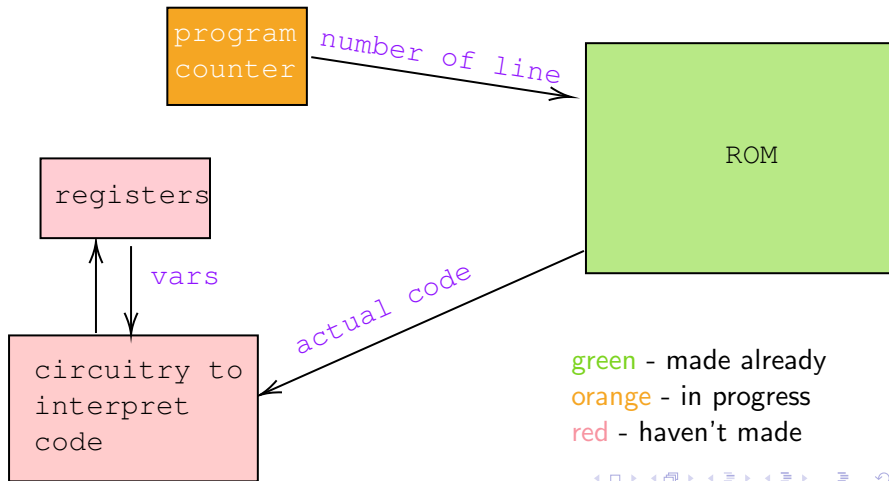 program
counter
number of line
ROM
registers
vars
actual code
circuitry to
interpret
code
green - made already
orange - in progress
red - haven't made